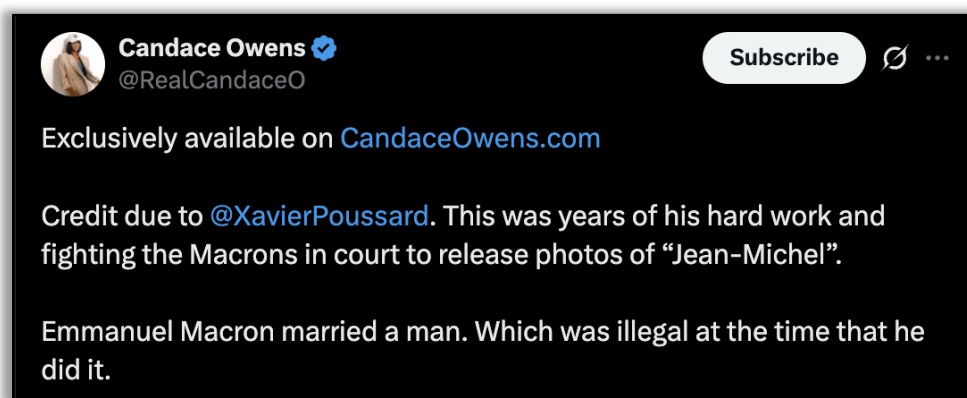 Candace Owens
@RealCandaceO
Subscribe
Exclusively available on CandaceOwens.com
Credit due to @XavierPoussard. This was years of his hard work and
fighting the Macrons in court to release photos of “Jean-Michel”.
Emmanuel Macron married a man. Which was illegal at the time that he
did it.